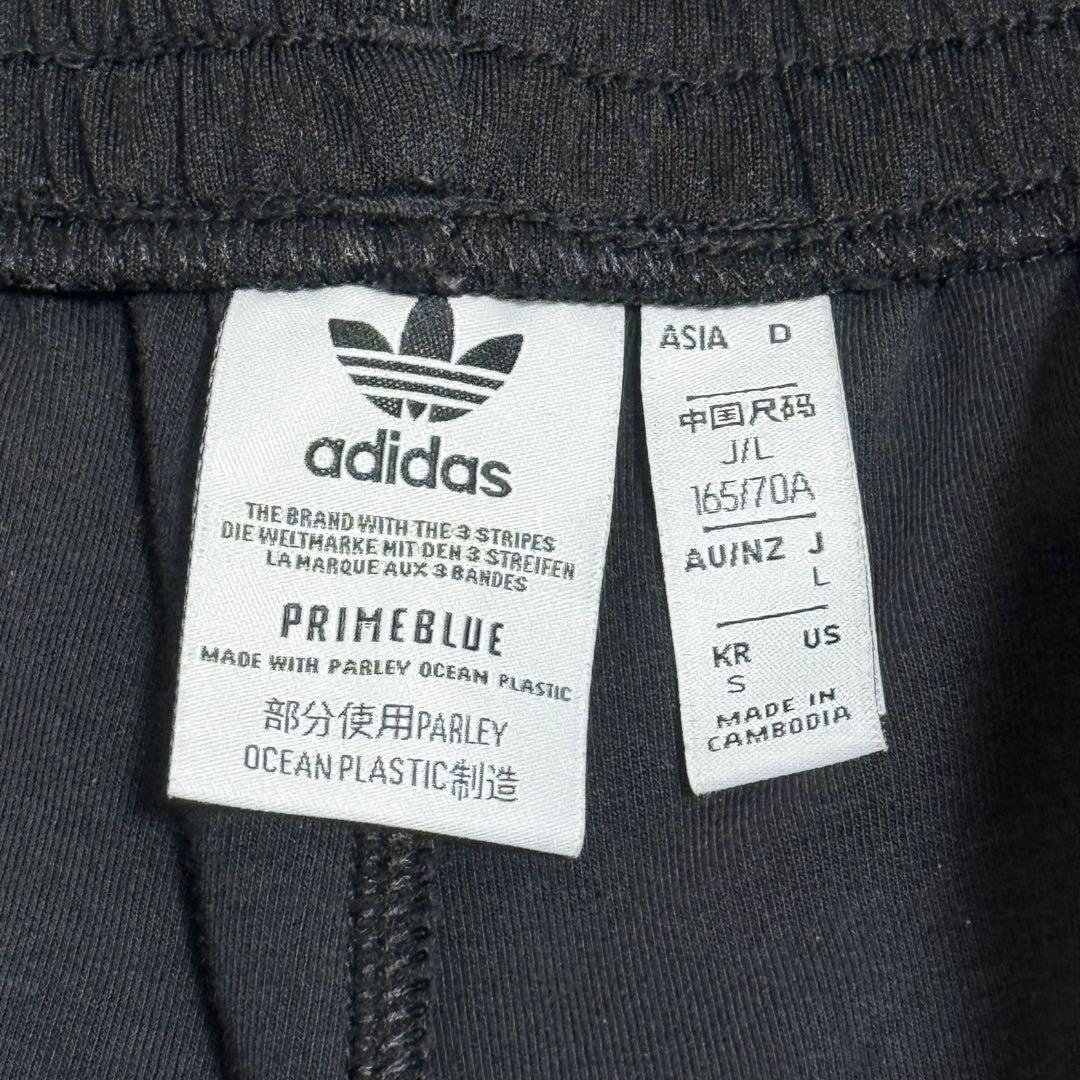 adidas
THE BRAND WITH THE 3 STRIPES
DIE WELTMARKE MIT DEN 3 STREIFEN
LA MARQUE AUX 3 BANDES
PRIMEBLUE
MADE WITH PARLEY OCEAN PLASTIC
部分使用PARLEY
OCEAN PLASTIC制造
ASIA D
中国尺码
J/L
165/70A
AU/NZ J
L
KR US
S
MADE IN
CAMBODIA